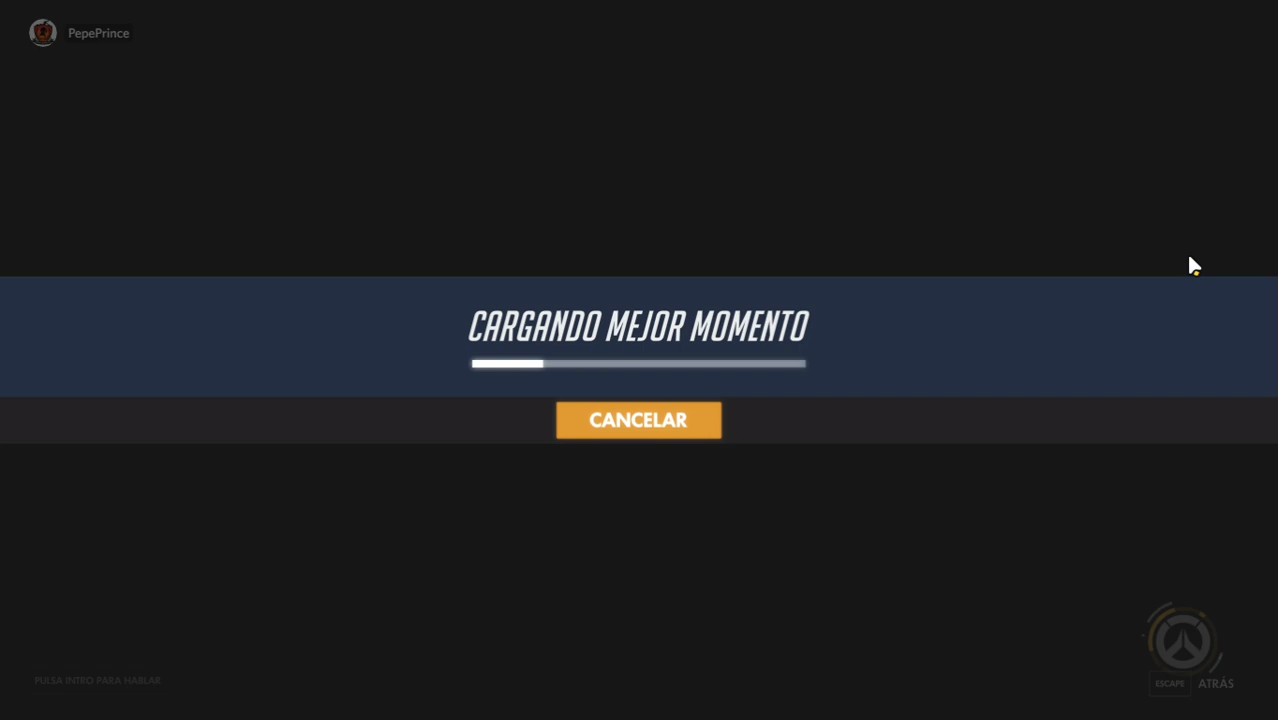 PepePrince
CARGANDO MEJOR MOMENTO
CANCELAR
PULSA INTRO PARA HABLAR
ESCAPE ATRÁS